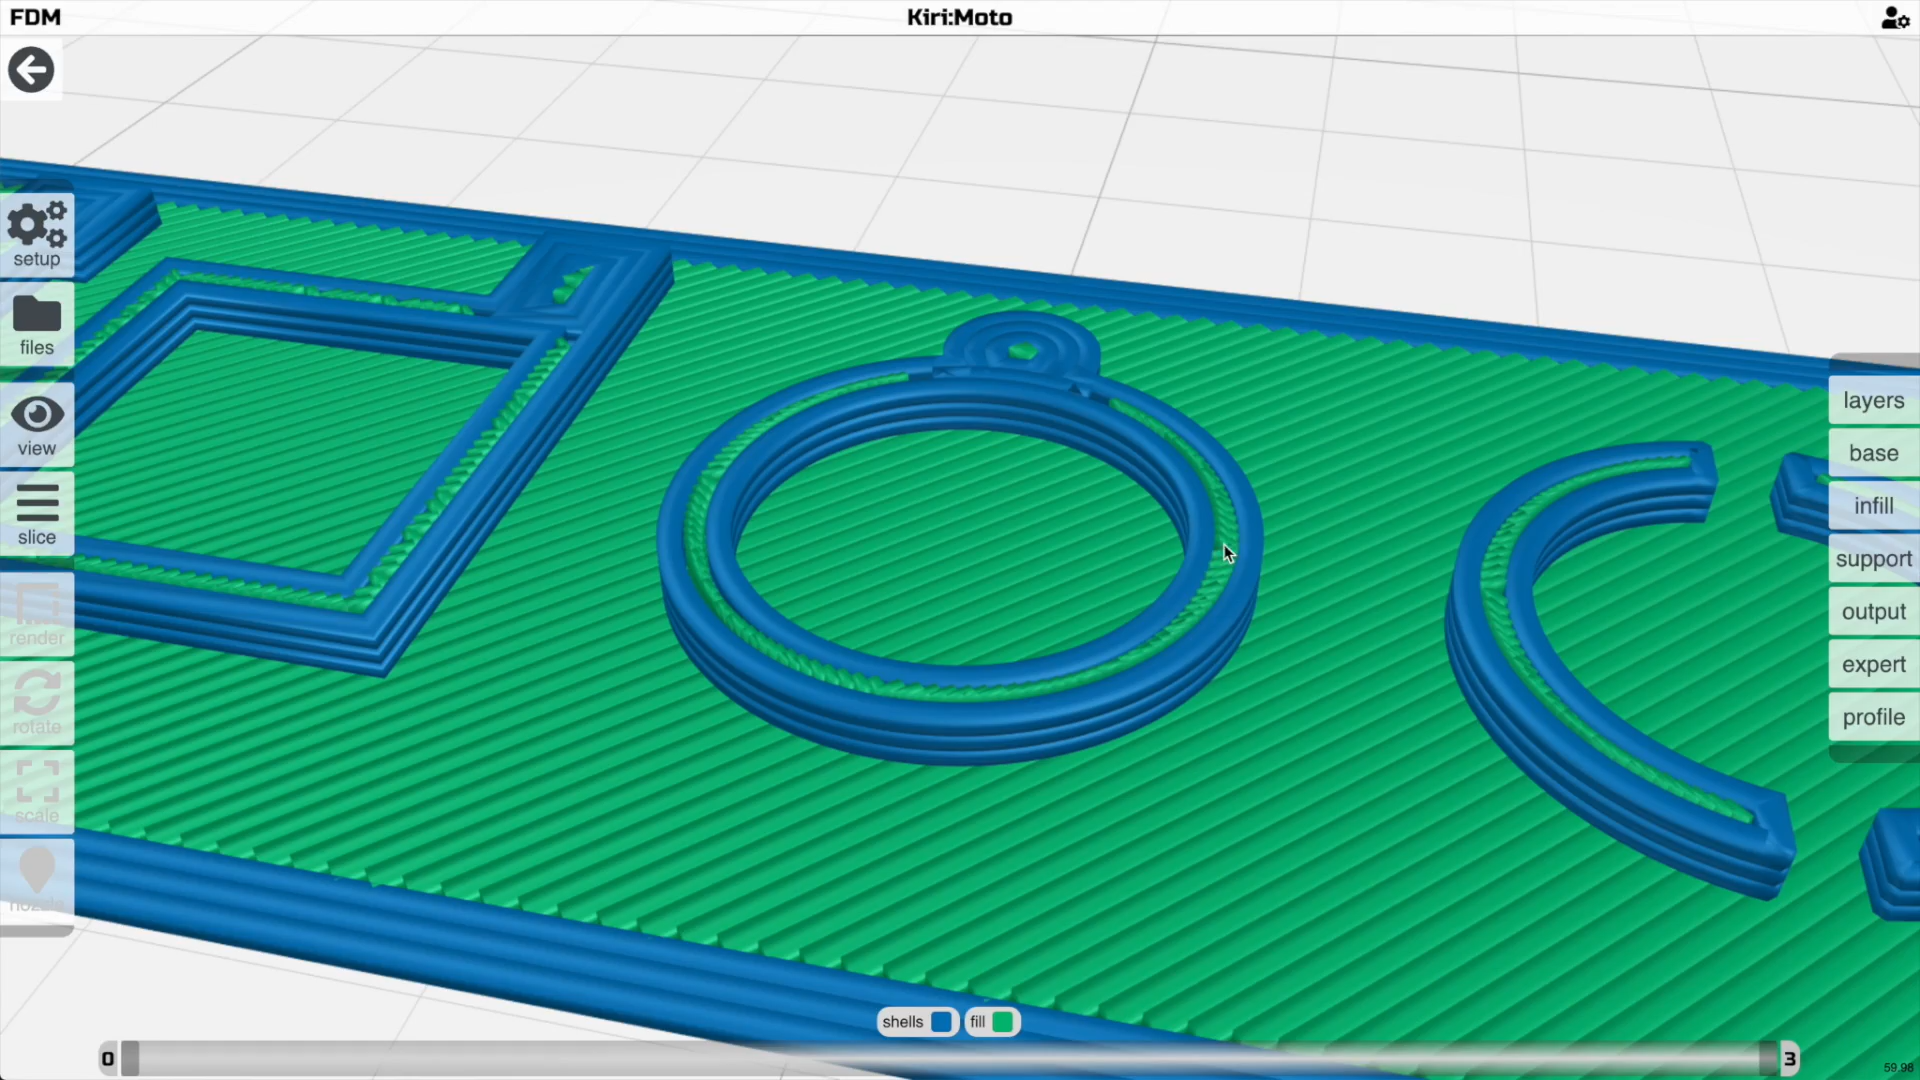 FDM
Kiri:Moto
setup
files
view
slice
render
rotate
scale
nozzle
layers
base
infill
support
output
expert
profile
shells
fill
0
3
59.98